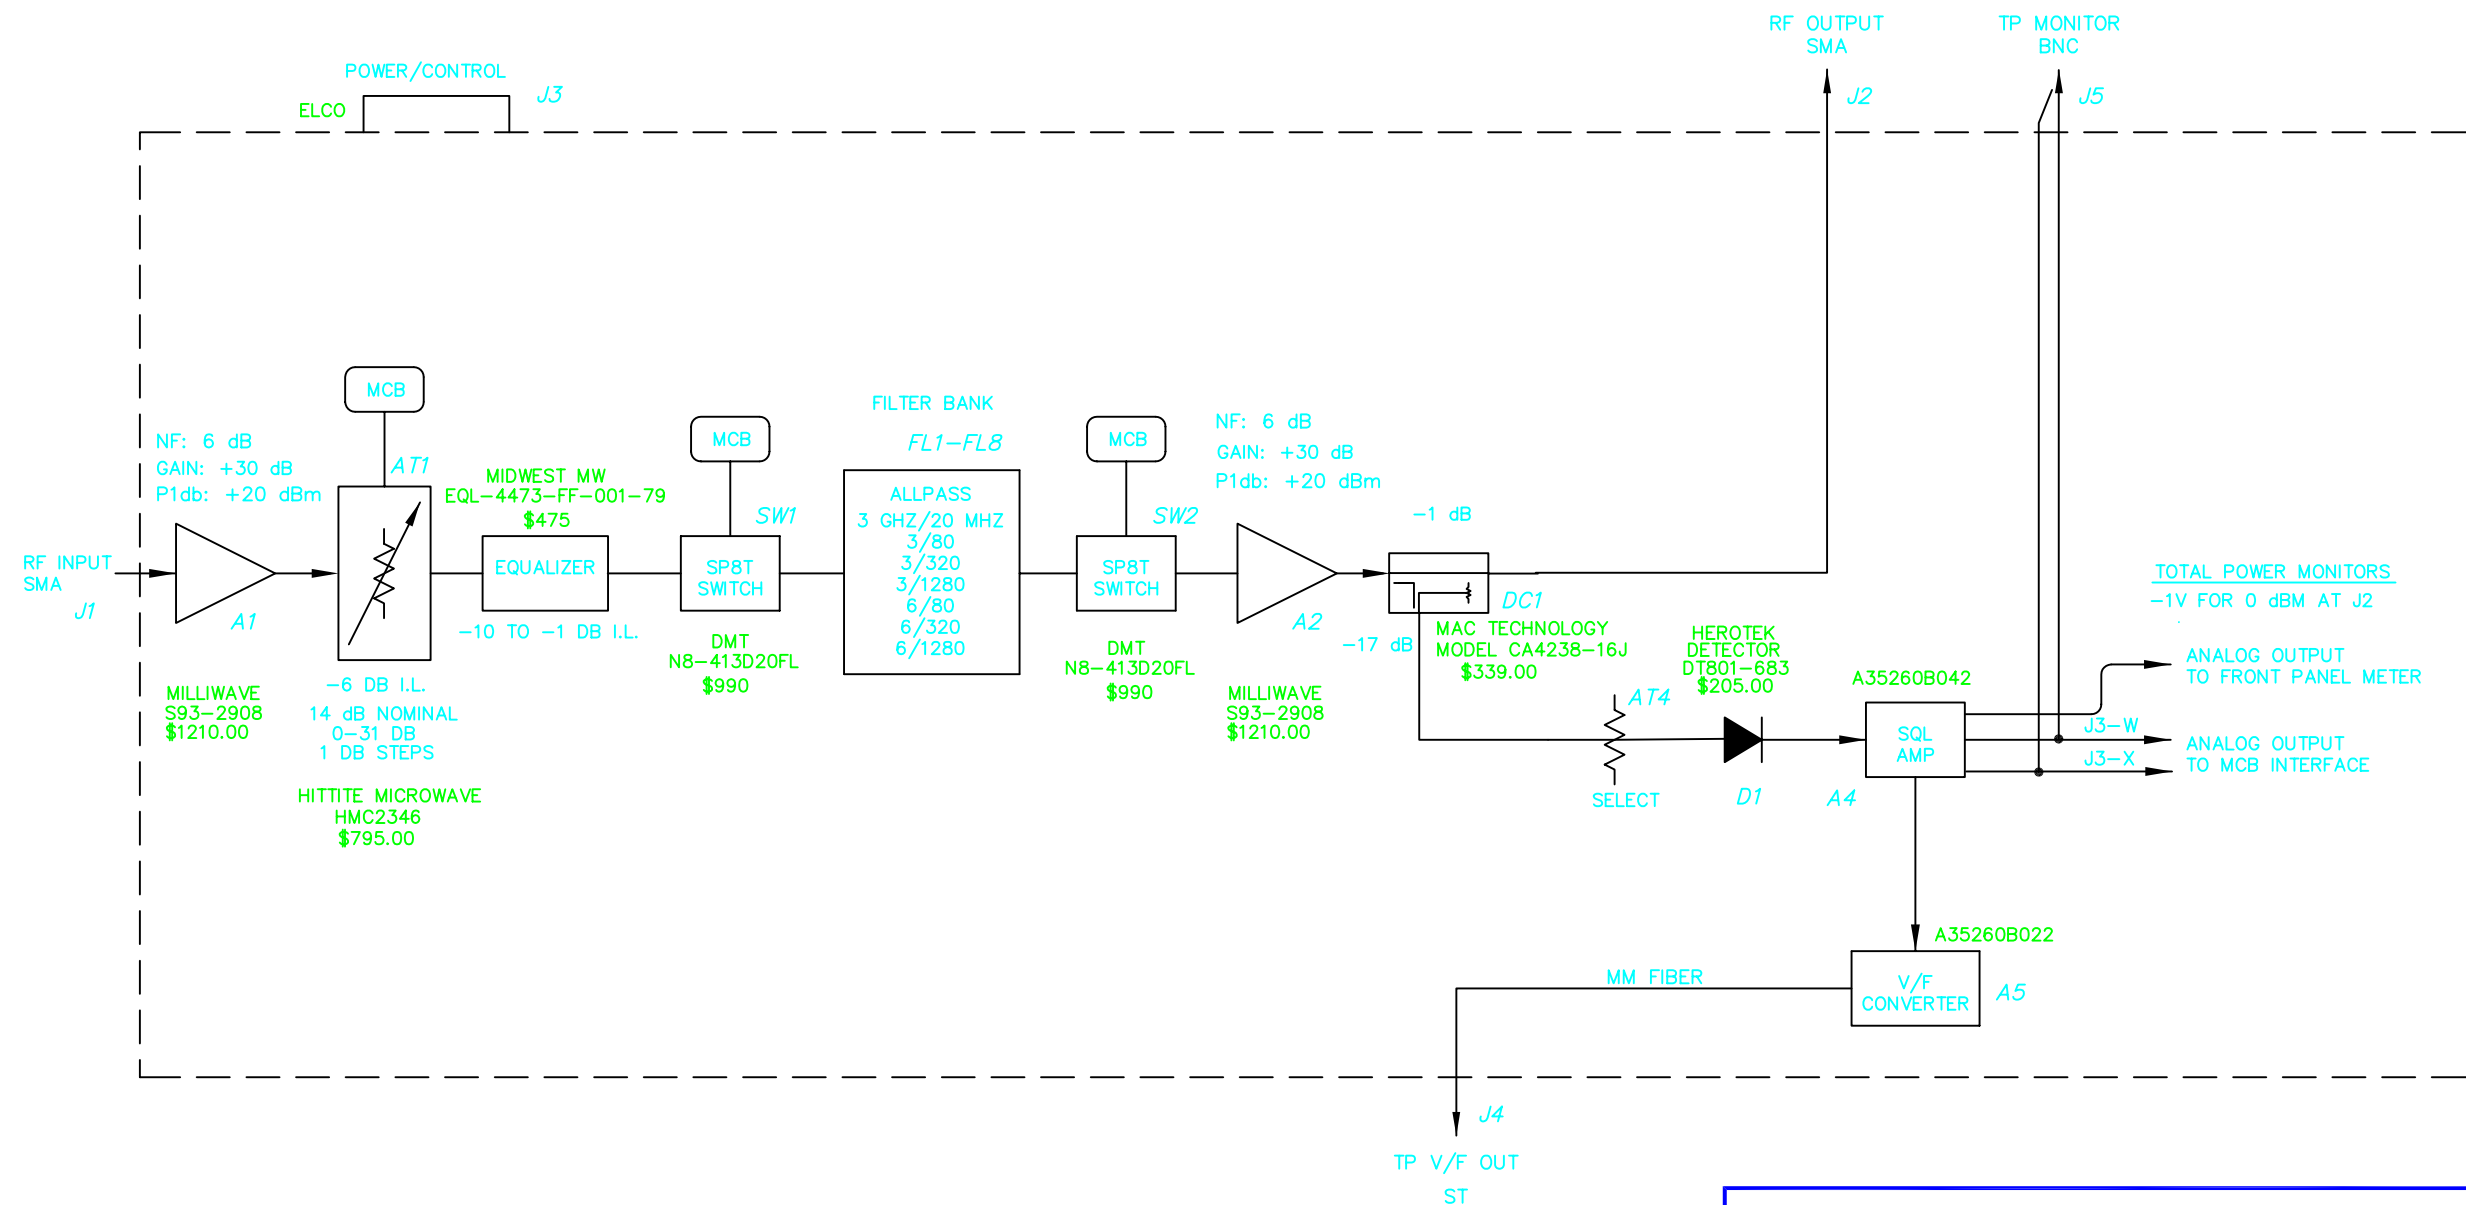 RF OUTPUT
SMA
J2
TP MONITOR
BNC
J5
POWER/CONTROL
J3
ELCO
MCB
NF: 6 dB
GAIN: +30 dB
P1db: +20 dBm
RF INPUT
SMA
J1
A1
MILLIWAVE
S93-2908
$1210.00
AT1
-6 DB I.L.
14 dB NOMINAL
0-31 DB
1 DB STEPS
HITTITE MICROWAVE
HMC2346
$795.00
MIDWEST MW
EQL-4473-FF-001-79
$475
EQUALIZER
-10 TO -1 DB I.L.
MCB
SW1
SP8T
SWITCH
DMT
N8-413D20FL
$990
FILTER BANK
FL1-FL8
ALLPASS
3 GHZ/20 MHZ
3/80
3/320
3/1280
6/80
6/320
6/1280
MCB
SW2
SP8T
SWITCH
DMT
N8-413D20FL
$990
NF: 6 dB
GAIN: +30 dB
P1db: +20 dBm
A2
MILLIWAVE
S93-2908
$1210.00
-1 dB
DC1
-17 dB
MAC TECHNOLOGY
MODEL CA4238-16J
$339.00
AT4
SELECT
HEROTEK
DETECTOR
DT801-683
$205.00
D1
A35260B042
SQL
AMP
A4
TOTAL POWER MONITORS
-1V FOR 0 dBM AT J2
ANALOG OUTPUT
TO FRONT PANEL METER
J3-W
J3-X
ANALOG OUTPUT
TO MCB INTERFACE
A35260B022
V/F
CONVERTER
A5
MM FIBER
J4
TP V/F OUT
ST